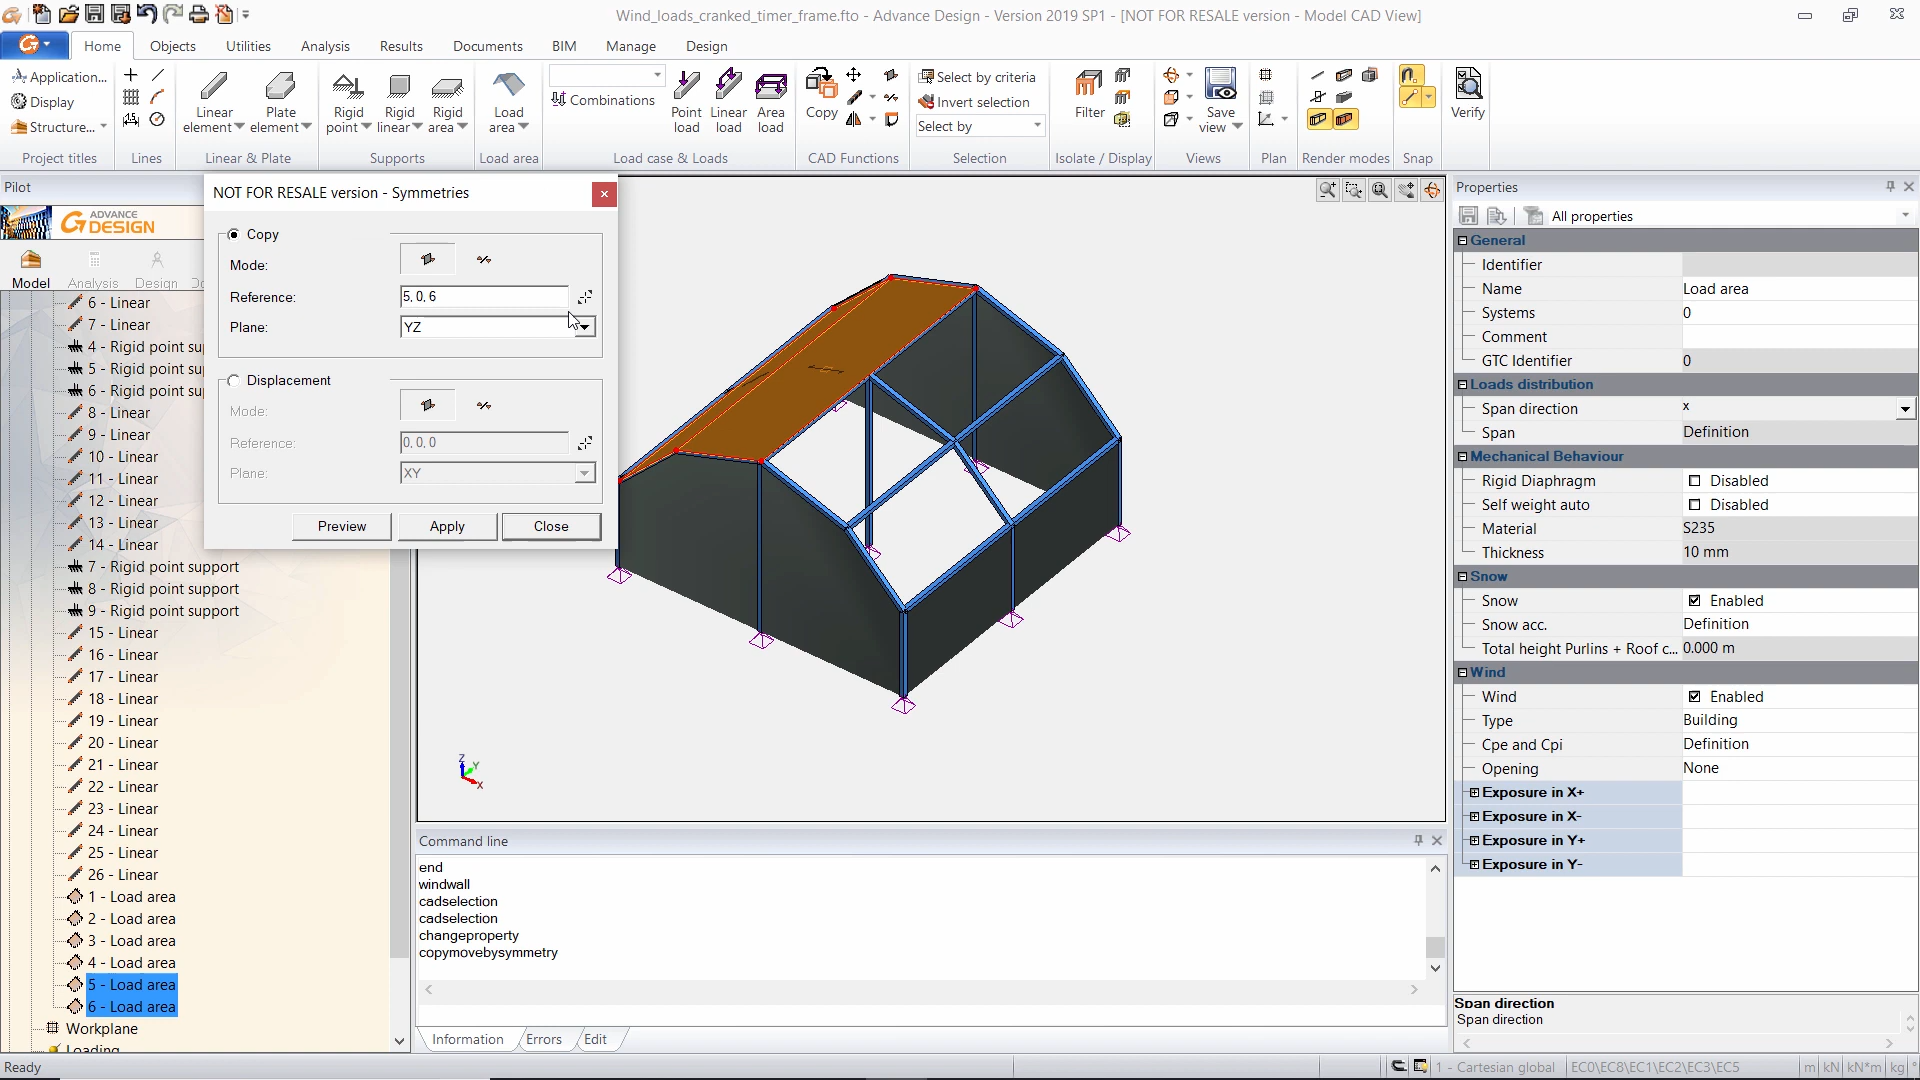 Wind_loads_cranked_timer_frame.fto - Advance Design - Version 2019 SP1 - [NOT FOR RESALE version - Model CAD View]
Home Objects Utilities Analysis Results Documents BIM Manage Design
Application...
Display
Structure...
Project titles
Lines
Linear element
Plate element
Linear & Plate
Rigid point
Rigid linear
Rigid area
Supports
Load area
Load area
Combinations
Point load
Linear load
Area load
Load case & Loads
Copy
CAD Functions
Select by criteria
Invert selection
Select by
Selection
Filter
Isolate / Display
Save view
Views
Plan
Render modes
Snap
Verify
Pilot
ADVANCE
DESIGN
Model Analysis Design
6 - Linear
7 - Linear
4 - Rigid point su
5 - Rigid point su
6 - Rigid point su
8 - Linear
9 - Linear
10 - Linear
11 - Linear
12 - Linear
13 - Linear
14 - Linear
7 - Rigid point support
8 - Rigid point support
9 - Rigid point support
15 - Linear
16 - Linear
17 - Linear
18 - Linear
19 - Linear
20 - Linear
21 - Linear
22 - Linear
23 - Linear
24 - Linear
25 - Linear
26 - Linear
1 - Load area
2 - Load area
3 - Load area
4 - Load area
5 - Load area
6 - Load area
Workplane
Loading
NOT FOR RESALE version - Symmetries
Copy
Mode:
Reference: 5, 0, 6
Plane: YZ
Displacement
Mode:
Reference: 0, 0, 0
Plane: XY
Preview Apply Close
Z
Y
X
Command line
end
windwall
cadselection
cadselection
changeproperty
copymovebysymmetry
Information Errors Edit
Properties
All properties
General
Identifier
Name Load area
Systems 0
Comment
GTC Identifier 0
Loads distribution
Span direction x
Span Definition
Mechanical Behaviour
Rigid Diaphragm Disabled
Self weight auto Disabled
Material S235
Thickness 10 mm
Snow
Snow Enabled
Snow acc. Definition
Total height Purlins + Roof c... 0.000 m
Wind
Wind Enabled
Type Building
Cpe and Cpi Definition
Opening None
Exposure in X+
Exposure in X-
Exposure in Y+
Exposure in Y-
Span direction
Span direction
Ready
1 - Cartesian global EC0\EC8\EC1\EC2\EC3\EC5 m kN kN*m kg °